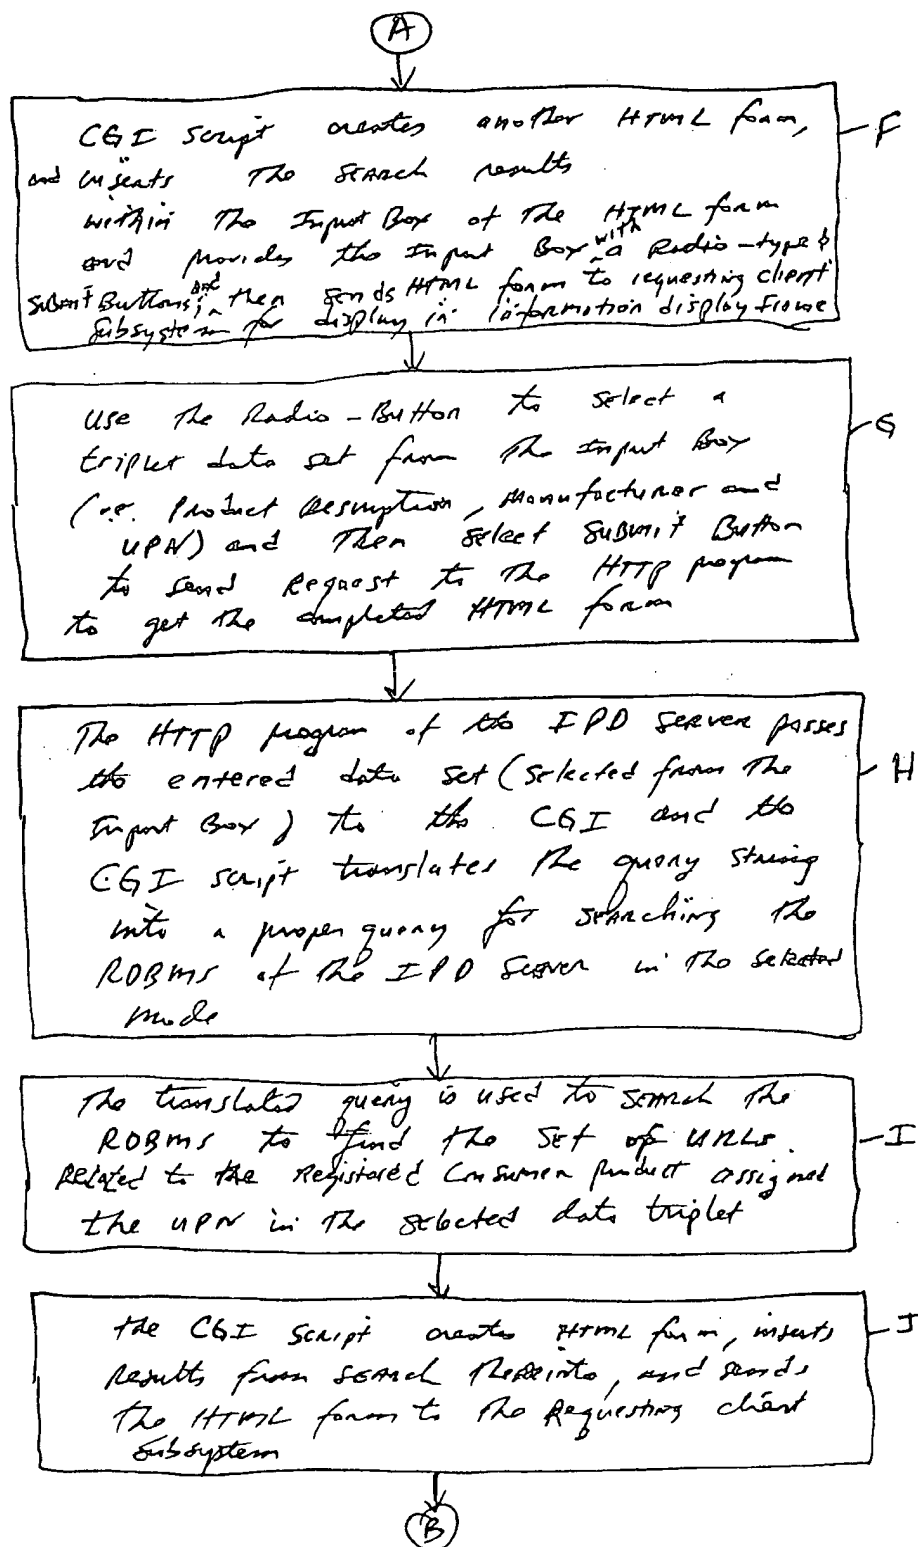 A
CGI script creates another HTML form,
F
and inserts the search results
within the Input Box of the HTML form
and provides the Input Box with a Radio-type &
Submit Buttons; and then sends HTML form to requesting client
subsystem for display in information display frame
Use the Radio-Button to select a
G
triplet data set from the Input Box
(i.e. Product Description, Manufacturer and
UPN) and then select Submit Button
to send Request to the HTTP program
to get the completed HTML form
The HTTP program of the IPD Server passes
H
the entered data set (selected from the
Input Box) to the CGI and the
CGI script translates the query string
into a proper query for searching the
RDBMS of the IPD Server in the selected
mode
The translated query is used to search the
RDBMS to find the set of URLs
I
Related to the Registered Consumer product assigned
the UPN in the selected data triplet
the CGI script creates HTML form, inserts
J
Results from search thereinto, and sends
the HTML form to the Requesting client
subsystem
B